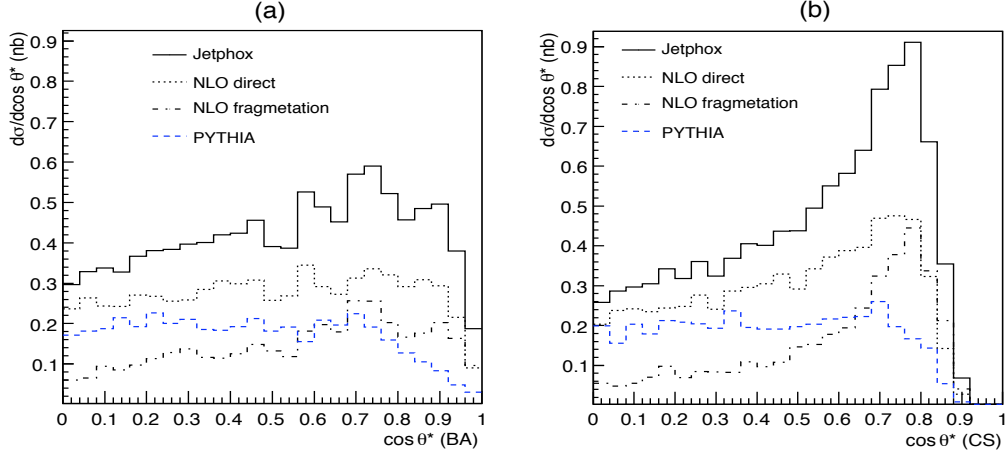 (a)
dσ/dcos θ* (nb)
0.9
0.8
0.7
0.6
0.5
0.4
0.3
0.2
0.1
Jetphox
NLO direct
NLO fragmetation
PYTHIA
0 0.1 0.2 0.3 0.4 0.5 0.6 0.7 0.8 0.9 1
cos θ* (BA)
(b)
dσ/dcos θ* (nb)
0.9
0.8
0.7
0.6
0.5
0.4
0.3
0.2
0.1
Jetphox
NLO direct
NLO fragmetation
PYTHIA
0 0.1 0.2 0.3 0.4 0.5 0.6 0.7 0.8 0.9 1
cos θ* (CS)